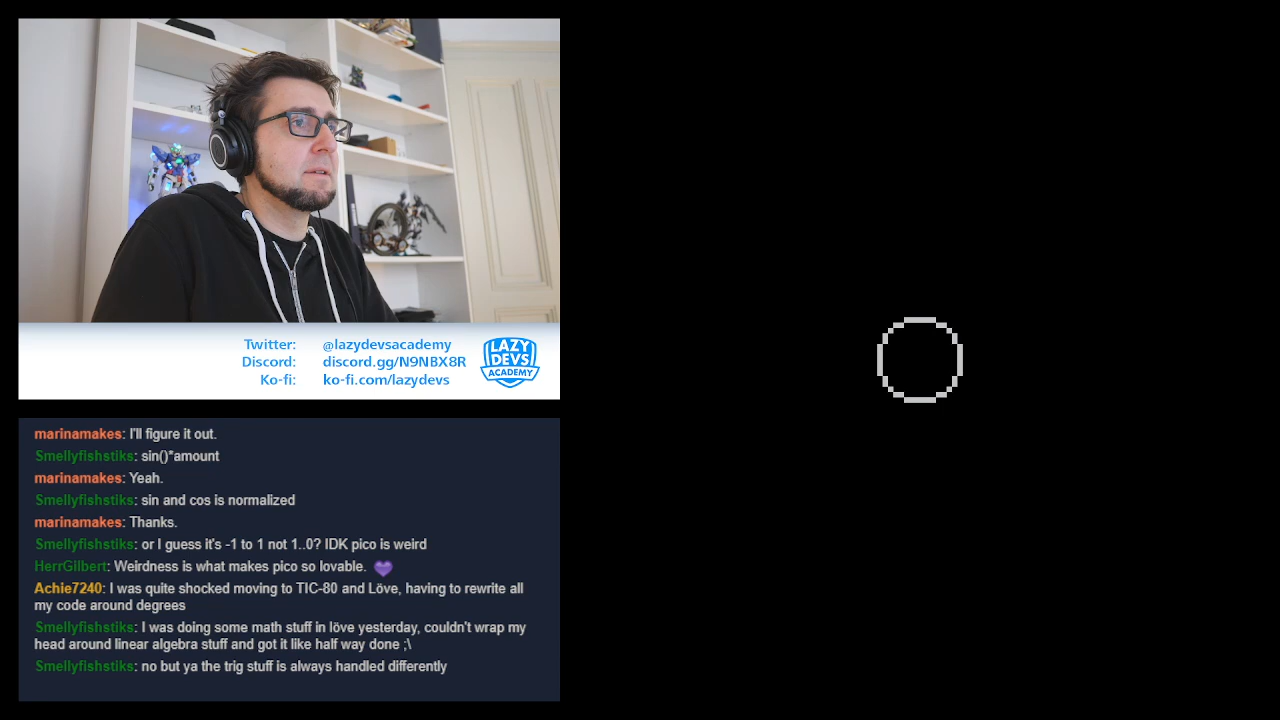 Twitter: @lazydevsacademy
Discord: discord.gg/N9NBX8R
Ko-fi: ko-fi.com/lazydevs
LAZY
DEVS
ACADEMY
marinamakes: I'll figure it out.
Smellyfishstiks: sin()*amount
marinamakes: Yeah.
Smellyfishstiks: sin and cos is normalized
marinamakes: Thanks.
Smellyfishstiks: or I guess it's -1 to 1 not 1..0? IDK pico is weird
HerrGilbert: Weirdness is what makes pico so lovable.
Achie7240: I was quite shocked moving to TIC-80 and Löve, having to rewrite all
my code around degrees
Smellyfishstiks: I was doing some math stuff in löve yesterday, couldn't wrap my
head around linear algebra stuff and got it like half way done ;\
Smellyfishstiks: no but ya the trig stuff is always handled differently